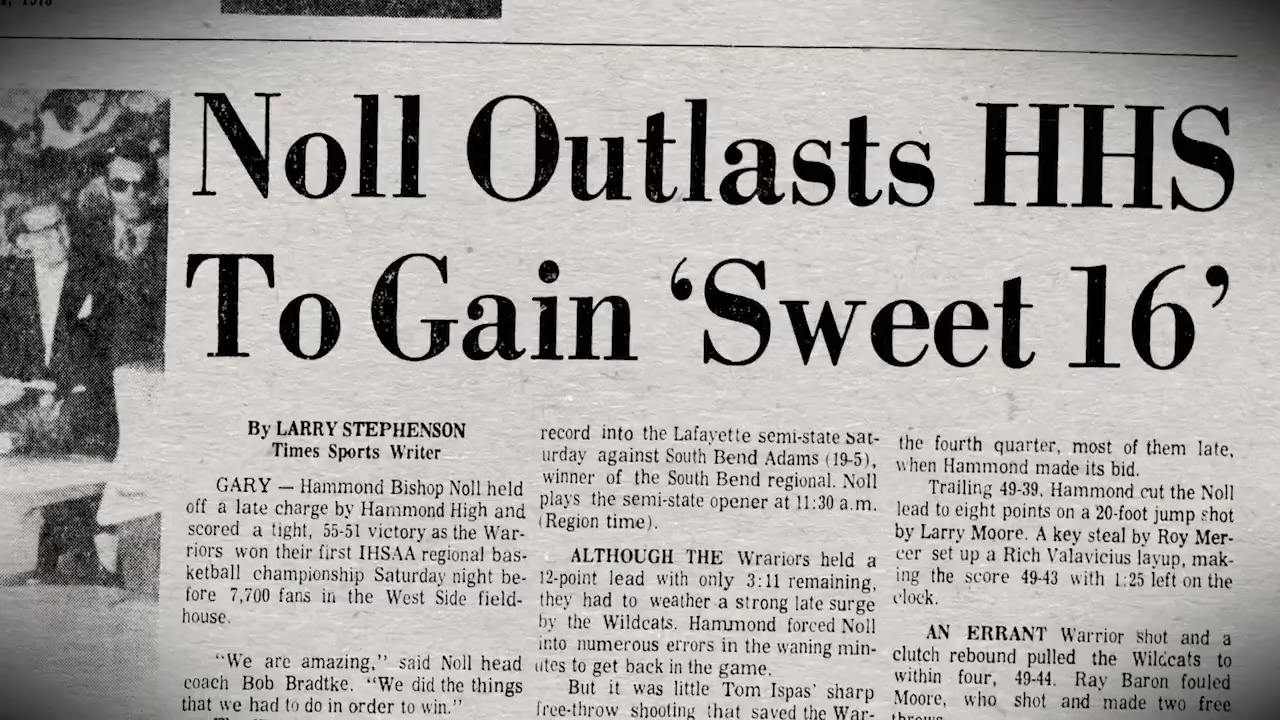 Noll Outlasts HHS
To Gain ‘Sweet 16’
By LARRY STEPHENSON
Times Sports Writer
GARY — Hammond Bishop Noll held
off a late charge by Hammond High and
scored a tight, 55-51 victory as the War-
riors won their first IHSAA regional bas-
ketball championship Saturday night be-
fore 7,700 fans in the West Side field-
house.
“We are amazing,” said Noll head
coach Bob Bradtke. “We did the things
that we had to do in order to win.”
record into the Lafayette semi-state Sat-
urday against South Bend Adams (19-5),
winner of the South Bend regional. Noll
plays the semi-state opener at 11:30 a.m.
(Region time).
ALTHOUGH THE Wrariors held a
12-point lead with only 3:11 remaining,
they had to weather a strong late surge
by the Wildcats. Hammond forced Noll
into numerous errors in the waning min-
utes to get back in the game.
But it was little Tom Ispas’ sharp
free-throw shooting that saved the War-
the fourth quarter, most of them late,
when Hammond made its bid.
Trailing 49-39, Hammond cut the Noll
lead to eight points on a 20-foot jump shot
by Larry Moore. A key steal by Roy Mer-
cer set up a Rich Valavicius layup, mak-
ing the score 49-43 with 1:25 left on the
clock.
AN ERRANT Warrior shot and a
clutch rebound pulled the Wildcats to
within four, 49-44. Ray Baron fouled
Moore, who shot and made two free
throws